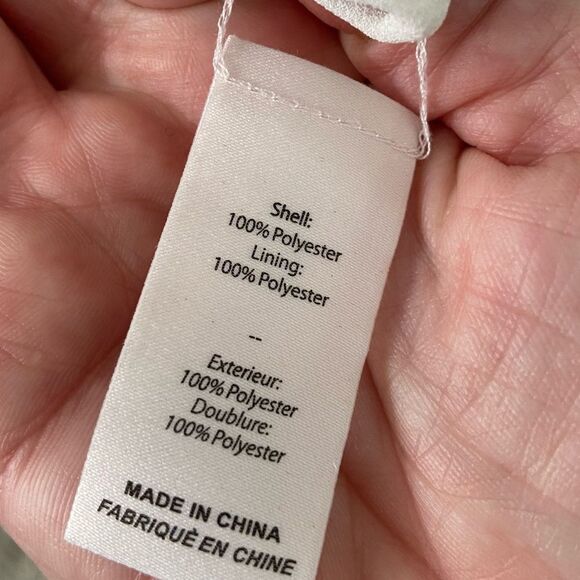 Shell:
100% Polyester
Lining:
100% Polyester
--
Exterieur:
100% Polyester
Doublure:
100% Polyester
MADE IN CHINA
FABRIQUÉ EN CHINE